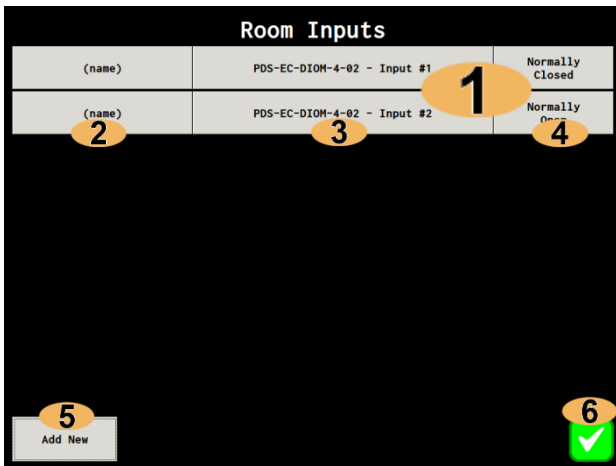 Room Inputs
(name) PDS-EC-DIOM-4-02 - Input #1 Normally
Closed
1
(name) PDS-EC-DIOM-4-02 - Input #2 Normally
Open
2 3 4
5
Add New
6